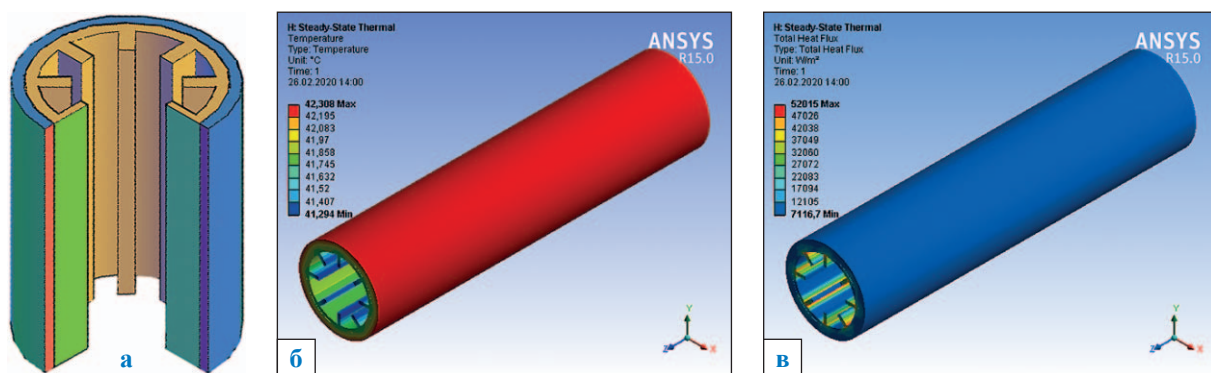 а
H: Steady-State Thermal
Temperature
Type: Temperature
Unit: °C
Time: 1
26.02.2020 14:00
42,308 Max
42,195
42,083
41,97
41,858
41,745
41,632
41,52
41,407
41,294 Min
ANSYS
R15.0
Y
Z
X
б
H: Steady-State Thermal
Total Heat Flux
Type: Total Heat Flux
Unit: W/m²
Time: 1
26.02.2020 14:00
52015 Max
47026
42038
37049
32060
27072
22083
17094
12105
7116,7 Min
ANSYS
R15.0
Y
Z
X
в